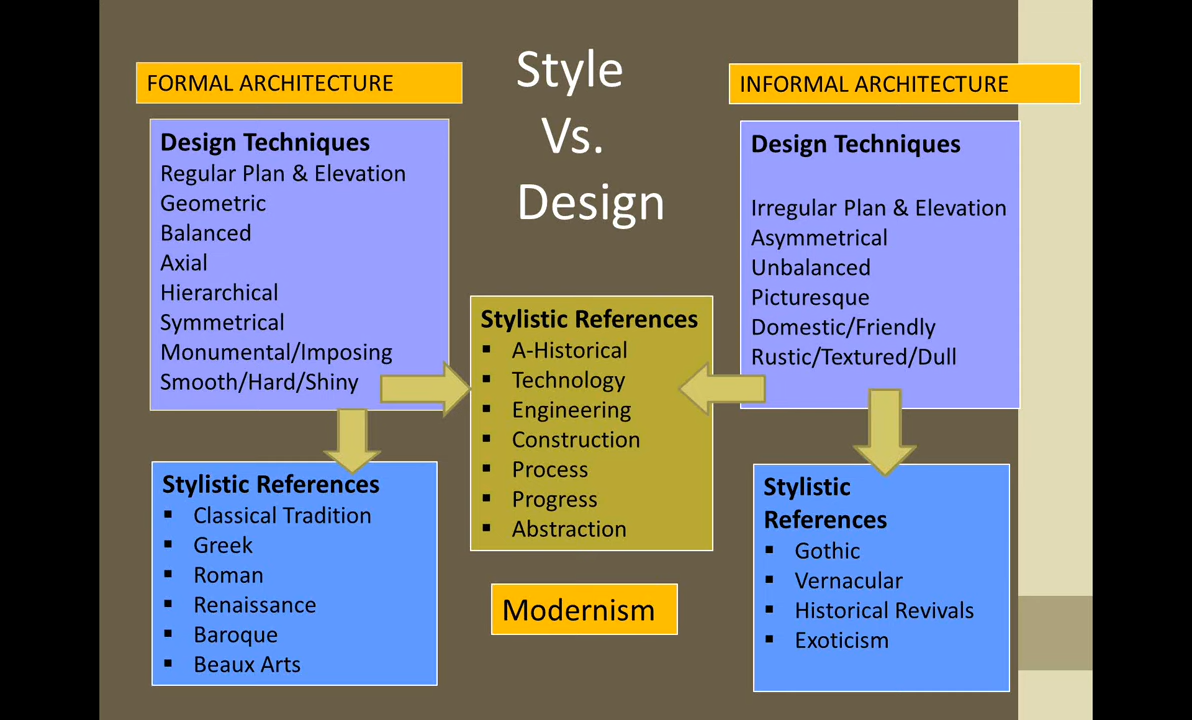 Style
Vs.
Design
FORMAL ARCHITECTURE
Design Techniques
Regular Plan & Elevation
Geometric
Balanced
Axial
Hierarchical
Symmetrical
Monumental/Imposing
Smooth/Hard/Shiny
Stylistic References
▪ Classical Tradition
▪ Greek
▪ Roman
▪ Renaissance
▪ Baroque
▪ Beaux Arts
Stylistic References
▪ A-Historical
▪ Technology
▪ Engineering
▪ Construction
▪ Process
▪ Progress
▪ Abstraction
Modernism
INFORMAL ARCHITECTURE
Design Techniques
Irregular Plan & Elevation
Asymmetrical
Unbalanced
Picturesque
Domestic/Friendly
Rustic/Textured/Dull
Stylistic
References
▪ Gothic
▪ Vernacular
▪ Historical Revivals
▪ Exoticism